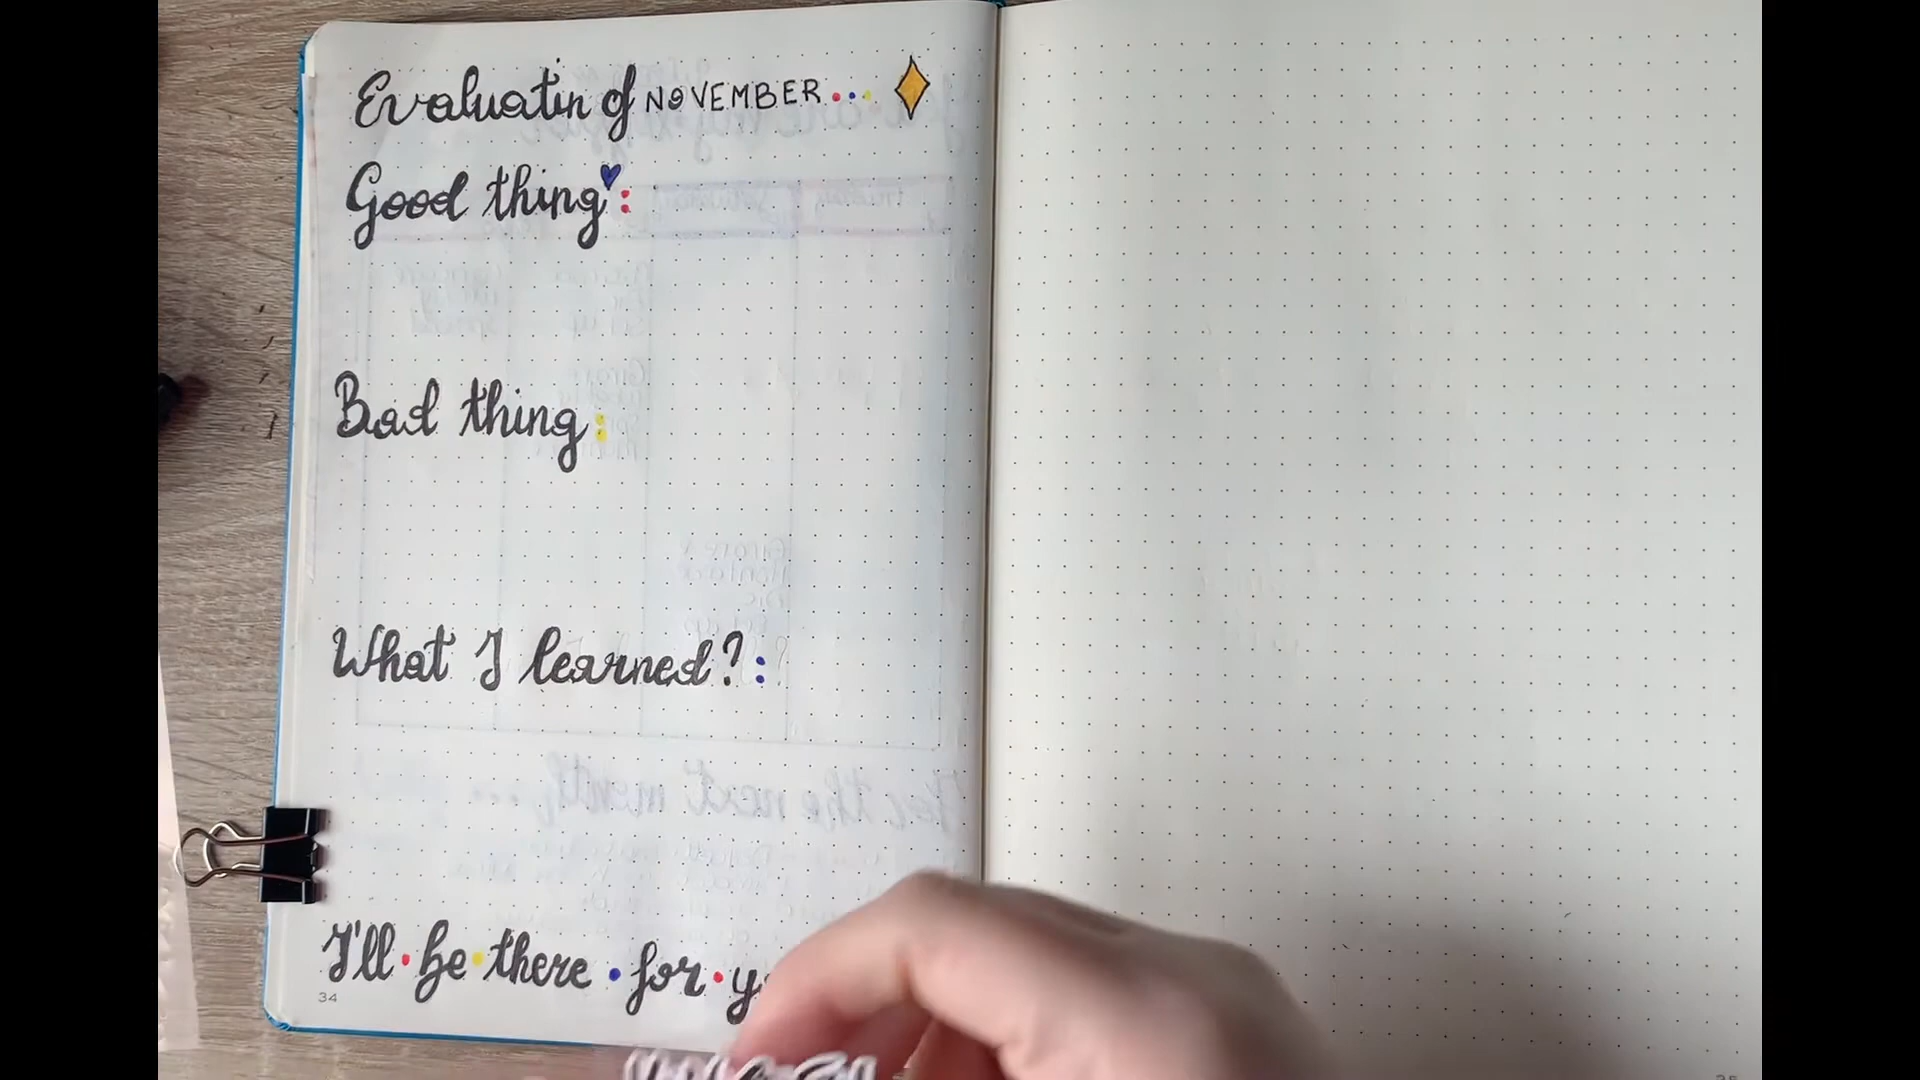 Evaluatin of NOVEMBER...
Good thing:
Bad thing:
What I learned?:
I'll•be•there•for•y
34